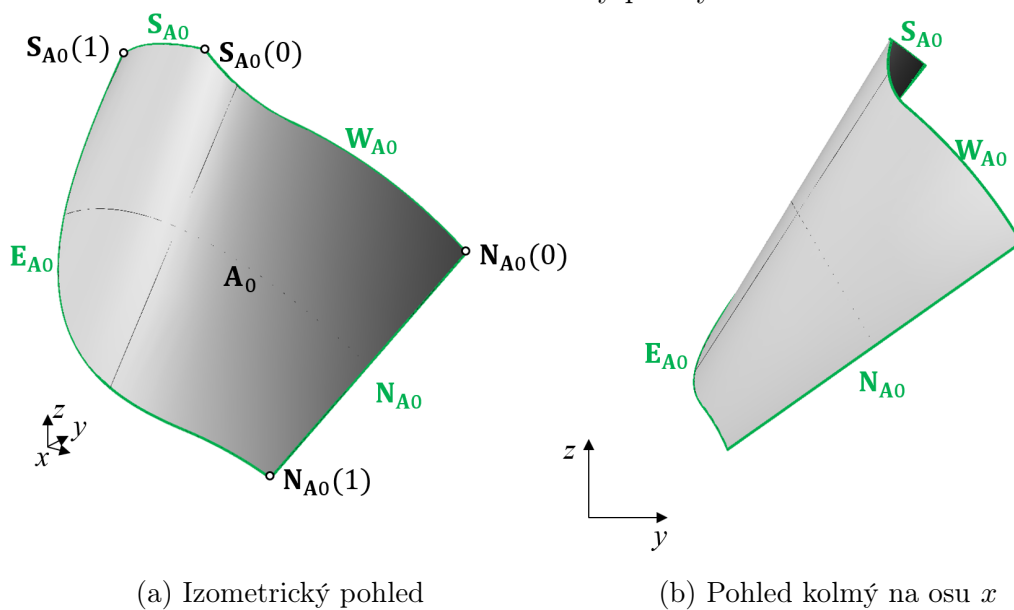 S_A0
S_A0(1)
S_A0(0)
W_A0
E_A0
A_0
N_A0(0)
N_A0
N_A0(1)
z
y
x
S_A0
W_A0
E_A0
N_A0
z
y
(a) Izometrický pohled
(b) Pohled kolmý na osu x